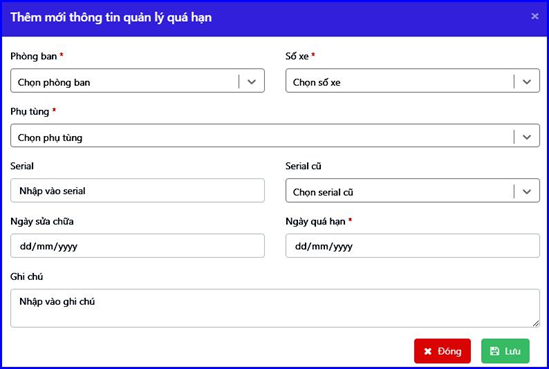 Thêm mới thông tin quản lý quá hạn ×
Phòng ban * Số xe *
Chọn phòng ban Chọn số xe
Phụ tùng *
Chọn phụ tùng
Serial Serial cũ
Nhập vào serial Chọn serial cũ
Ngày sửa chữa Ngày quá hạn *
dd/mm/yyyy dd/mm/yyyy
Ghi chú
Nhập vào ghi chú
Đóng Lưu